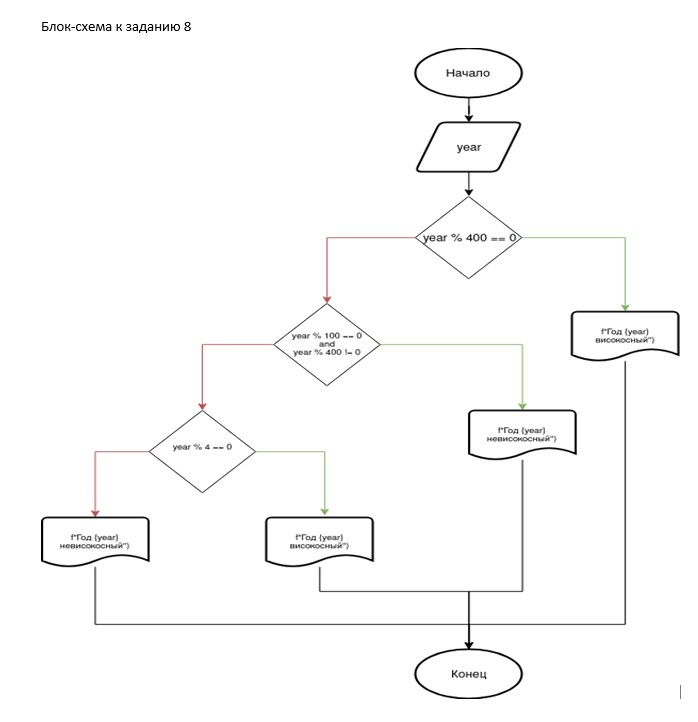 Блок-схема к заданию 8
Начало
year
year % 400 == 0
year % 100 == 0
and
year % 400 != 0
f"Год {year}
високосный")
year % 4 == 0
f"Год {year}
невисокосный")
f"Год {year}
невисокосный")
f"Год {year}
високосный")
Конец